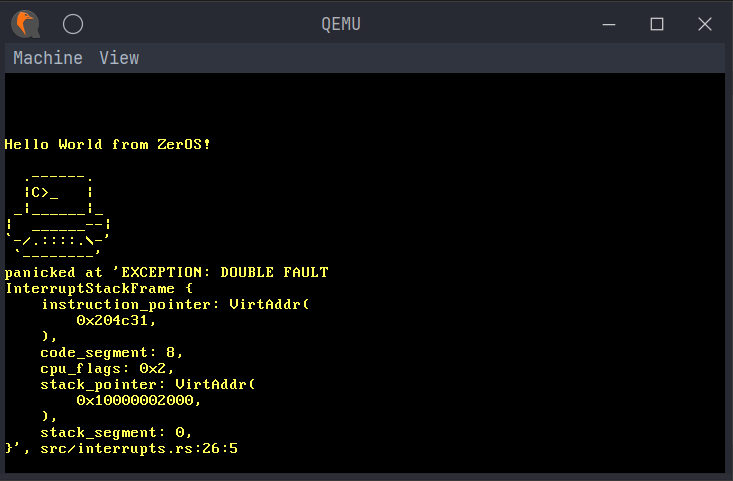 QEMU
Machine View
Hello World from ZerOS!
.------.
¦C>_   ¦
_¦______¦_
¦  ______--¦
`-/.::::.\-'
`--------'
panicked at 'EXCEPTION: DOUBLE FAULT
InterruptStackFrame {
instruction_pointer: VirtAddr(
0x204c31,
),
code_segment: 8,
cpu_flags: 0x2,
stack_pointer: VirtAddr(
0x10000002000,
),
stack_segment: 0,
}', src/interrupts.rs:26:5